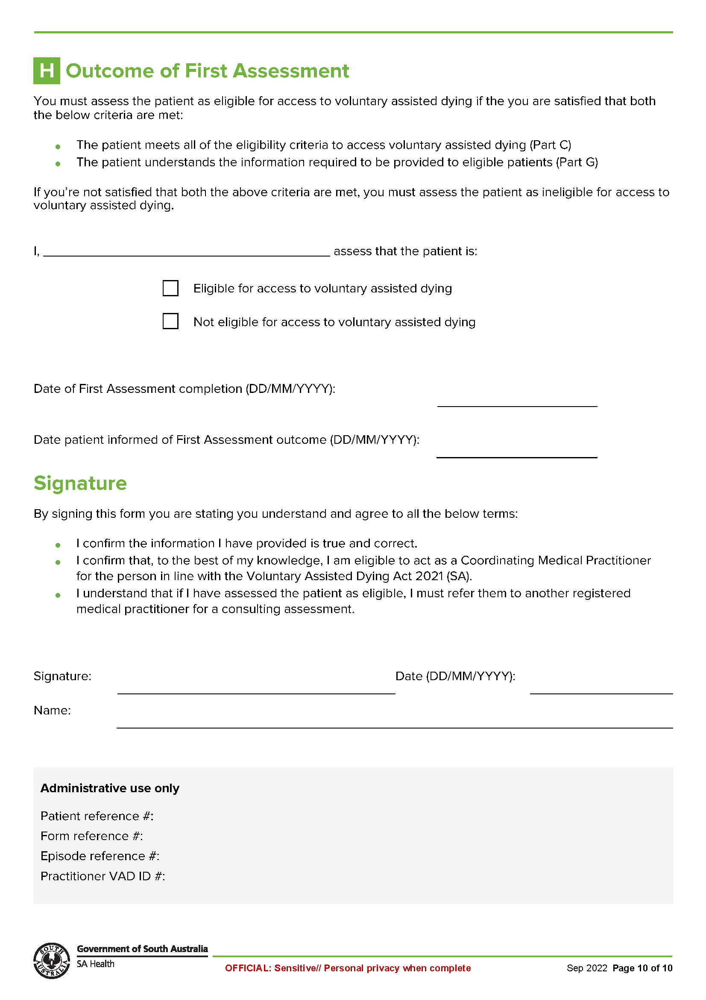 H Outcome of First Assessment
You must assess the patient as eligible for access to voluntary assisted dying if the you are satisfied that both
the below criteria are met:
• The patient meets all of the eligibility criteria to access voluntary assisted dying (Part C)
• The patient understands the information required to be provided to eligible patients (Part G)
If you’re not satisfied that both the above criteria are met, you must assess the patient as ineligible for access to
voluntary assisted dying.
I, ______________________________ assess that the patient is:
Eligible for access to voluntary assisted dying
Not eligible for access to voluntary assisted dying
Date of First Assessment completion (DD/MM/YYYY):
Date patient informed of First Assessment outcome (DD/MM/YYYY):
Signature
By signing this form you are stating you understand and agree to all the below terms:
• I confirm the information I have provided is true and correct.
• I confirm that, to the best of my knowledge, I am eligible to act as a Coordinating Medical Practitioner
for the person in line with the Voluntary Assisted Dying Act 2021 (SA).
• I understand that if I have assessed the patient as eligible, I must refer them to another registered
medical practitioner for a consulting assessment.
Signature: Date (DD/MM/YYYY):
Name:
Administrative use only
Patient reference #:
Form reference #:
Episode reference #:
Practitioner VAD ID #:
SOUTH AUSTRALIA
Government of South Australia
SA Health
OFFICIAL: Sensitive// Personal privacy when complete
Sep 2022 Page 10 of 10